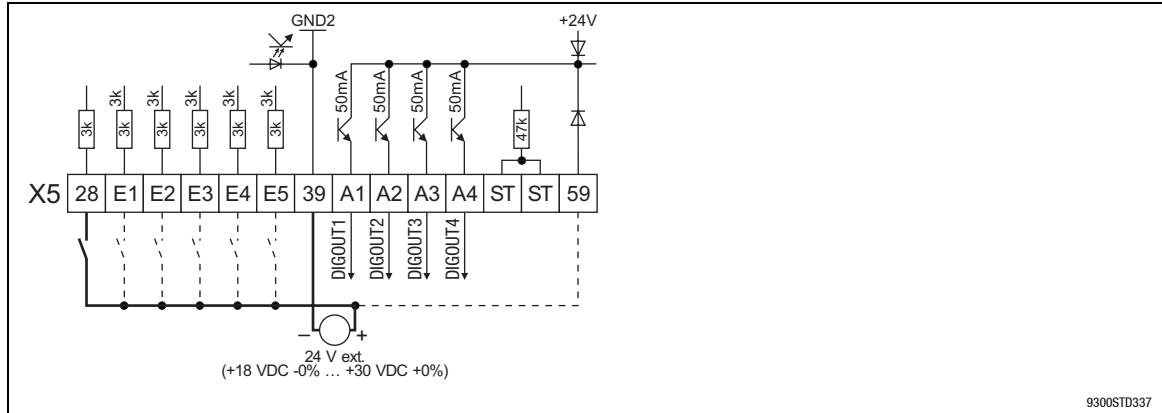 GND2
+24V
50mA
50mA
50mA
50mA
3k
3k
3k
3k
3k
3k
3k
3k
3k
3k
3k
47k
X5 28 E1 E2 E3 E4 E5 39 A1 A2 A3 A4 ST ST 59
DIGOUT1
DIGOUT2
DIGOUT3
DIGOUT4
– +
24 V ext.
(+18 VDC -0% … +30 VDC +0%)
9300STD337